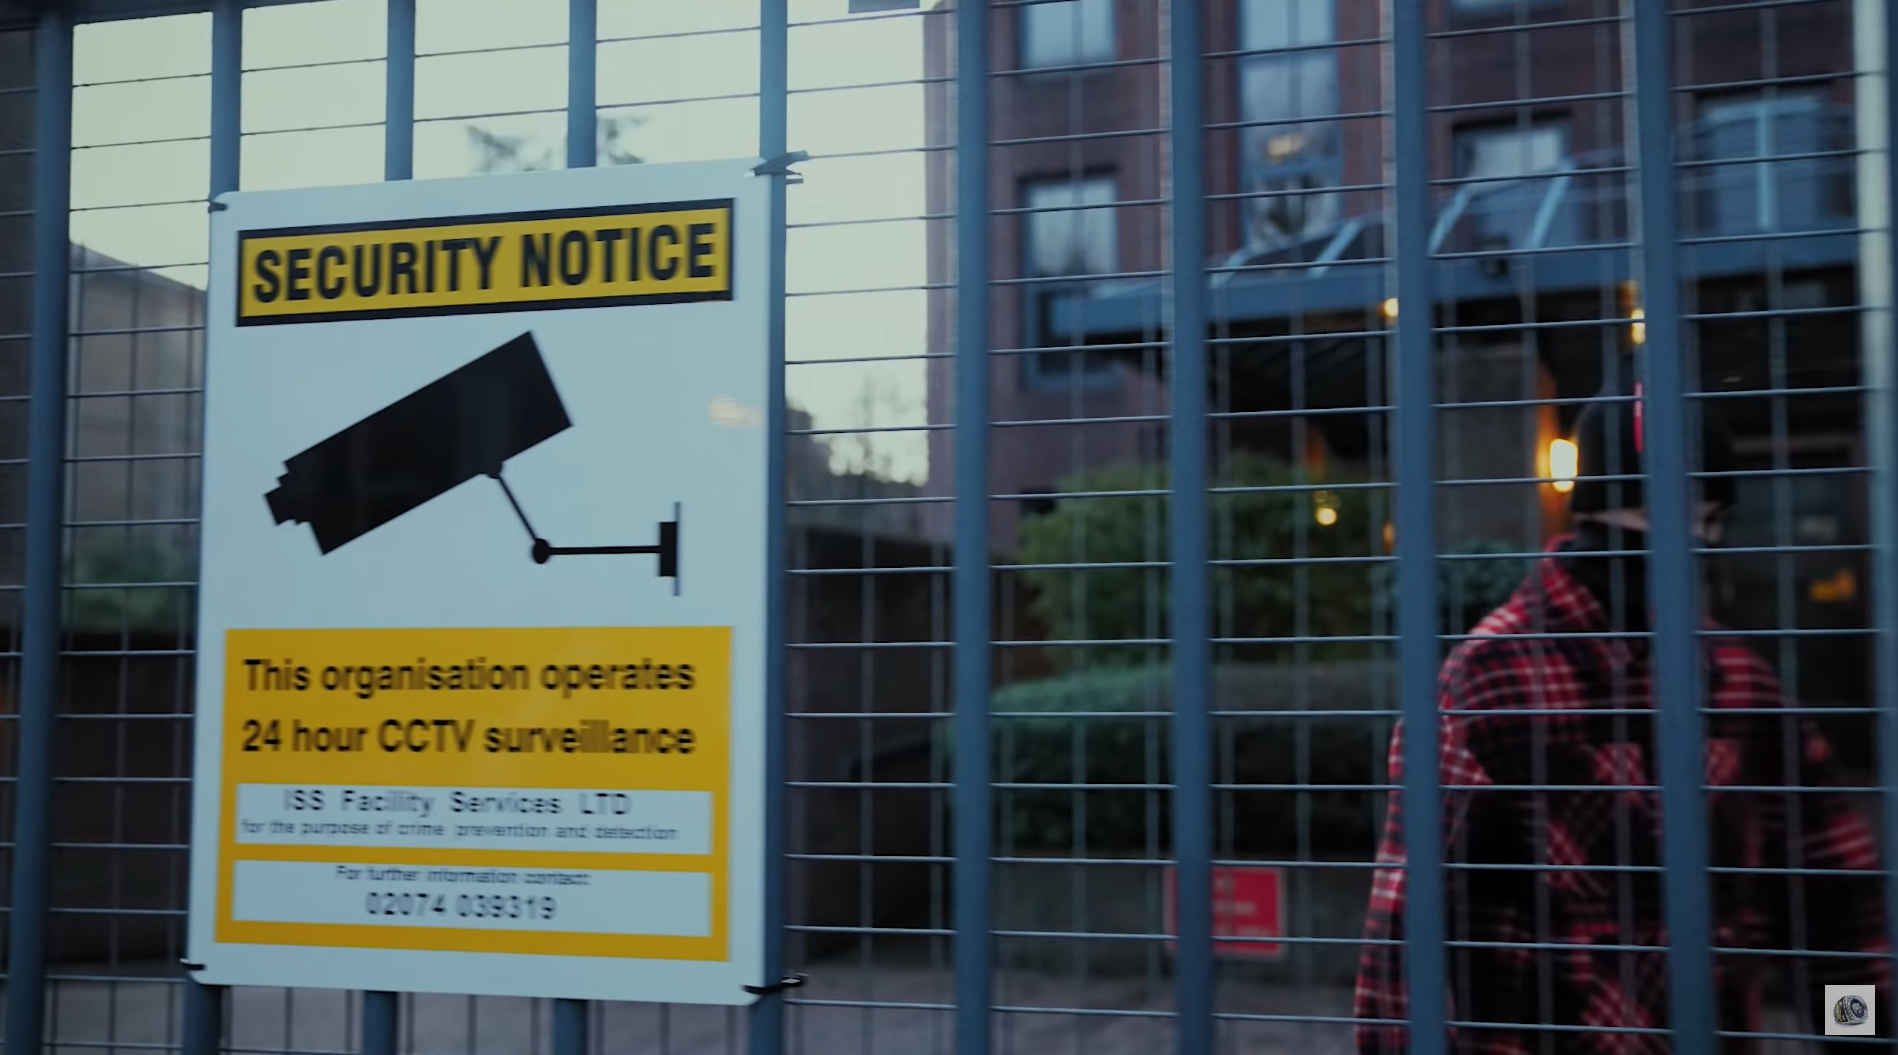 SECURITY NOTICE
This organisation operates
24 hour CCTV surveillance
ISS Facility Services LTD
for the purpose of crime prevention and detection
For further information contact:
02074 039319